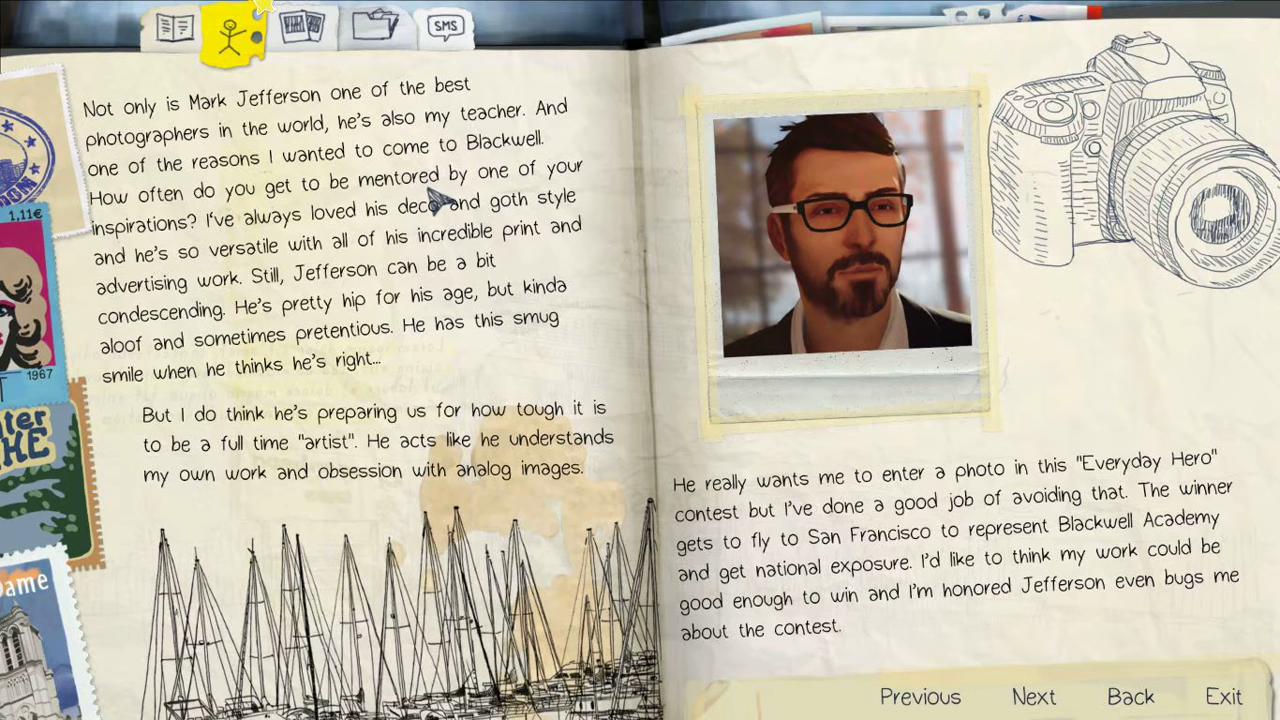 SMS
Not only is Mark Jefferson one of the best
photographers in the world, he's also my teacher. And
one of the reasons I wanted to come to Blackwell.
How often do you get to be mentored by one of your
inspirations? I've always loved his deco and goth style
and he's so versatile with all of his incredible print and
advertising work. Still, Jefferson can be a bit
condescending. He's pretty hip for his age, but kinda
aloof and sometimes pretentious. He has this smug
smile when he thinks he's right...
But I do think he's preparing us for how tough it is
to be a full time "artist". He acts like he understands
my own work and obsession with analog images.
1,11€
1967
He really wants me to enter a photo in this "Everyday Hero"
contest but I've done a good job of avoiding that. The winner
gets to fly to San Francisco to represent Blackwell Academy
and get national exposure. I'd like to think my work could be
good enough to win and I'm honored Jefferson even bugs me
about the contest.
Previous Next Back Exit